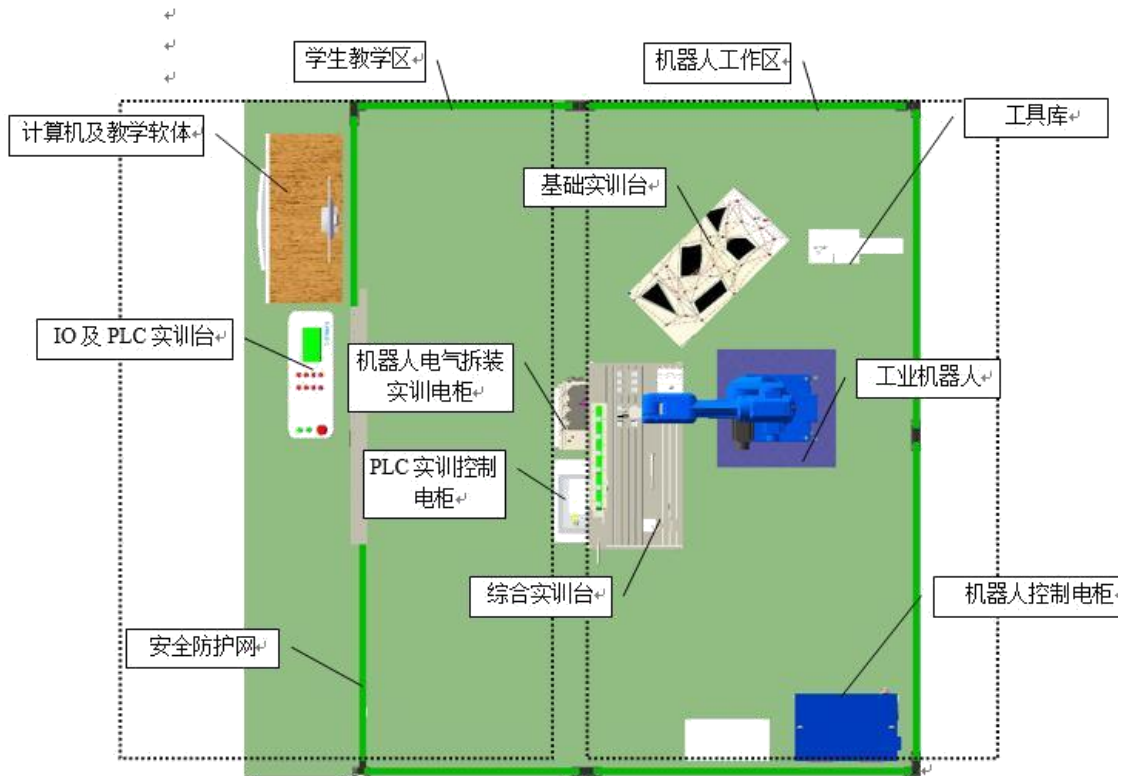 学生教学区
机器人工作区
计算机及教学软体
工具库
基础实训台
IO 及 PLC 实训台
机器人电气拆装
实训电柜
工业机器人
PLC 实训控制
电柜
综合实训台
机器人控制电柜
安全防护网